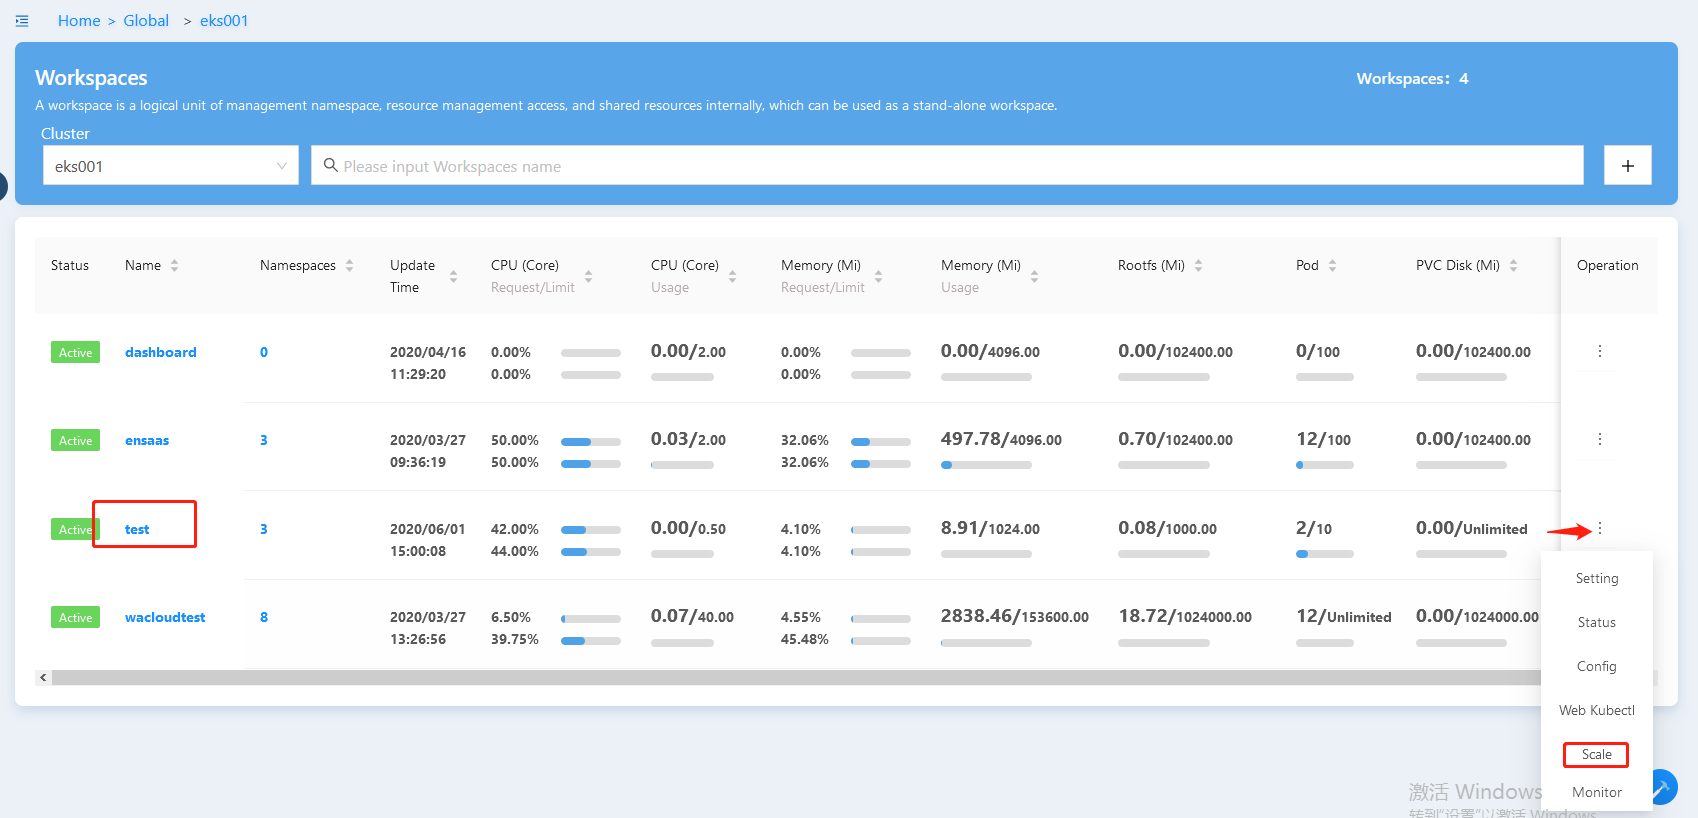 Home > Global > eks001
Workspaces
Workspaces: 4
A workspace is a logical unit of management namespace, resource management access, and shared resources internally, which can be used as a stand-alone workspace.
Cluster
eks001
Please input Workspaces name
+
Status Name Namespaces Update Time CPU (Core) Request/Limit CPU (Core) Usage Memory (Mi) Request/Limit Memory (Mi) Usage Rootfs (Mi) Pod PVC Disk (Mi) Operation
Active dashboard 0 2020/04/16 0.00% 0.00/2.00 0.00% 0.00/4096.00 0.00/102400.00 0/100 0.00/102400.00
11:29:20 0.00% 0.00%
Active ensaas 3 2020/03/27 50.00% 0.03/2.00 32.06% 497.78/4096.00 0.70/102400.00 12/100 0.00/102400.00
09:36:19 50.00% 32.06%
Active test 3 2020/06/01 42.00% 0.00/0.50 4.10% 8.91/1024.00 0.08/1000.00 2/10 0.00/Unlimited
15:00:08 44.00% 4.10%
Active wacloudtest 8 2020/03/27 6.50% 0.07/40.00 4.55% 2838.46/153600.00 18.72/1024000.00 12/Unlimited 0.00/1024000.00
13:26:56 39.75% 45.48%
Setting
Status
Config
Web Kubectl
Scale
Monitor
激活 Windows
转到"设置"以激活 Windows